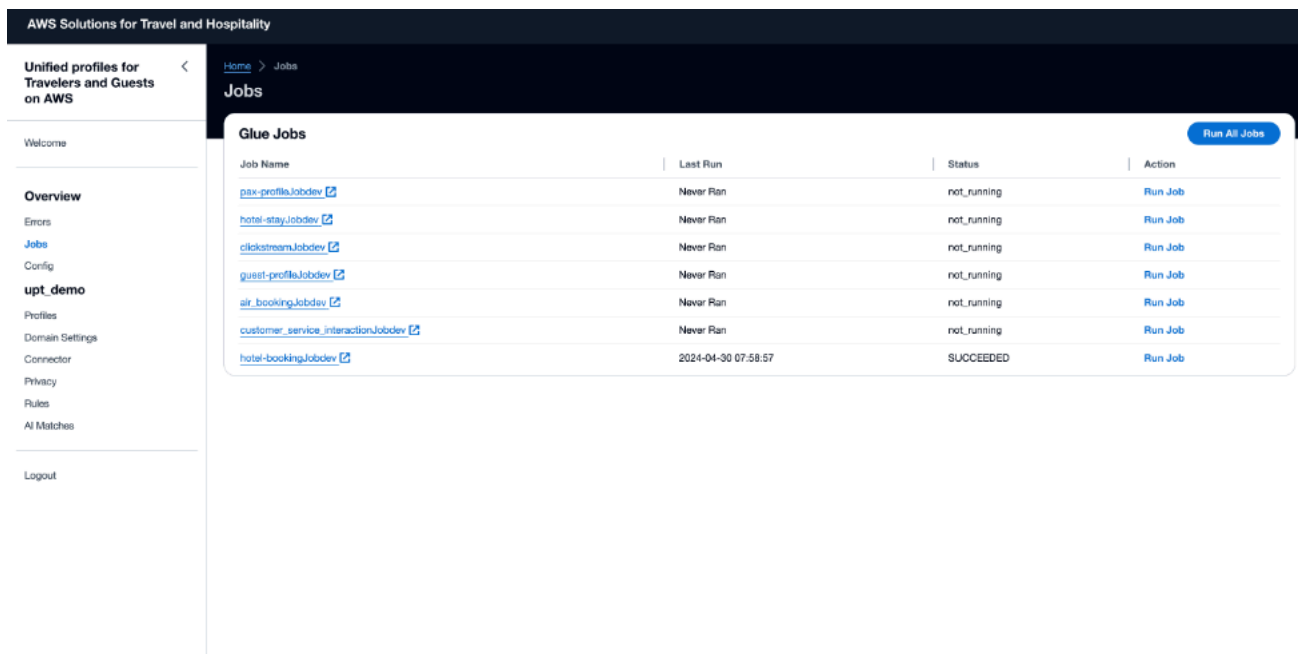 AWS Solutions for Travel and Hospitality
Unified profiles for
Travelers and Guests
on AWS
Welcome
Overview
Errors
Jobs
Config
upt_demo
Profiles
Domain Settings
Connector
Privacy
Rules
AI Matches
Logout
Home > Jobs
Jobs
Glue Jobs Run All Jobs
Job Name Last Run Status Action
pax-profileJobdev Never Ran not_running Run Job
hotel-stayJobdev Never Ran not_running Run Job
clickstreamJobdev Never Ran not_running Run Job
guest-profileJobdev Never Ran not_running Run Job
air_bookingJobdev Never Ran not_running Run Job
customer_service_interactionJobdev Never Ran not_running Run Job
hotel-bookingJobdev 2024-04-30 07:58:57 SUCCEEDED Run Job